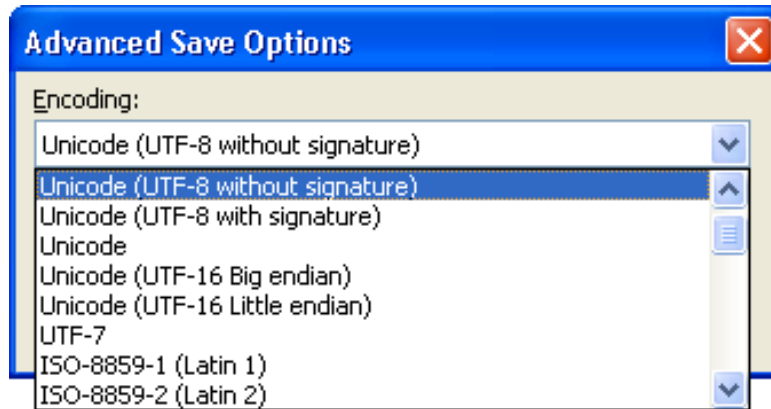 Advanced Save Options
Encoding:
Unicode (UTF-8 without signature)
Unicode (UTF-8 without signature)
Unicode (UTF-8 with signature)
Unicode
Unicode (UTF-16 Big endian)
Unicode (UTF-16 Little endian)
UTF-7
ISO-8859-1 (Latin 1)
ISO-8859-2 (Latin 2)